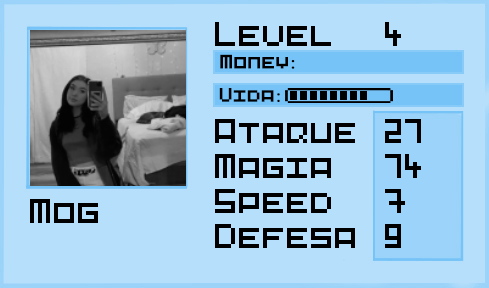 Level 4
Money:
Vida:
Ataque 27
Magia 74
Speed 7
Defesa 9
Mog